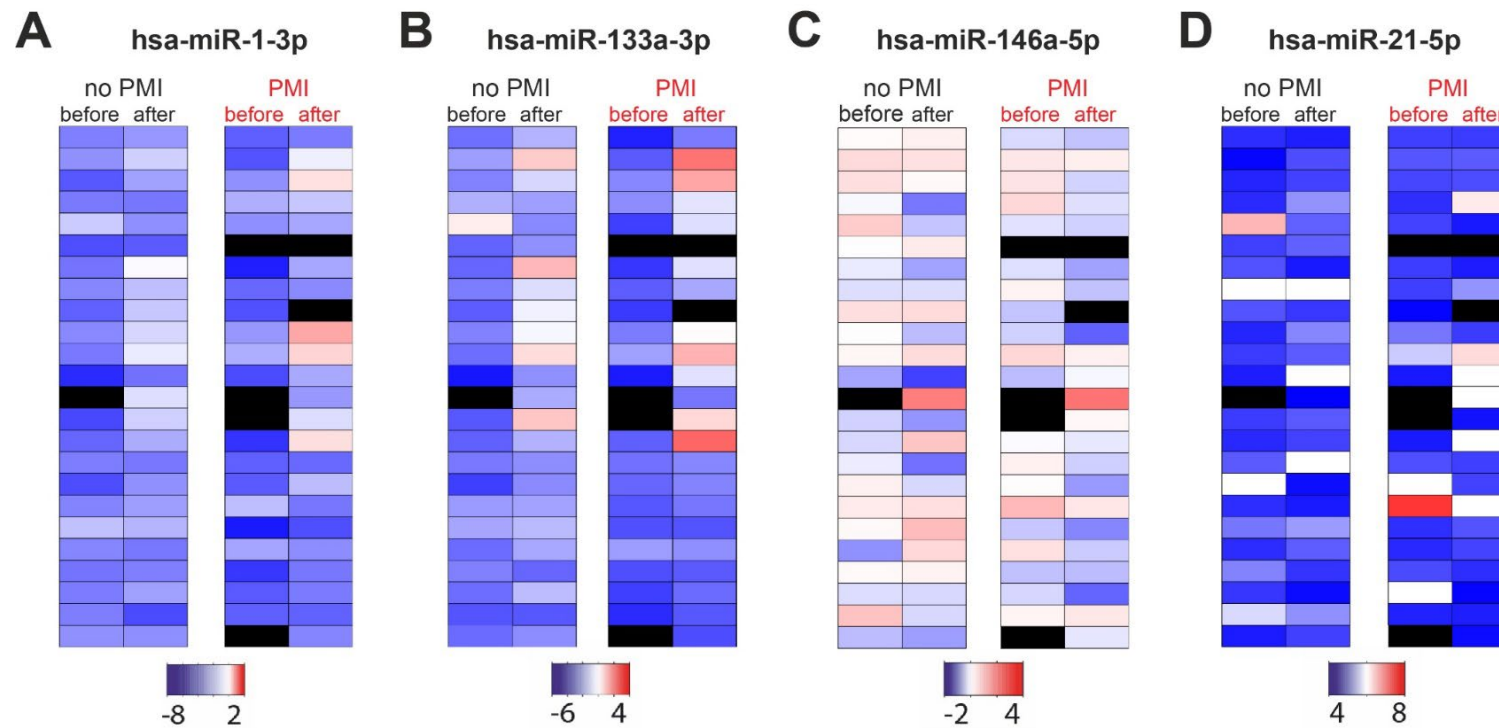 A hsa-miR-1-3p
no PMI PMI
before after before after
-8 2
B hsa-miR-133a-3p
no PMI PMI
before after before after
-6 4
C hsa-miR-146a-5p
no PMI PMI
before after before after
-2 4
D hsa-miR-21-5p
no PMI PMI
before after before after
4 8